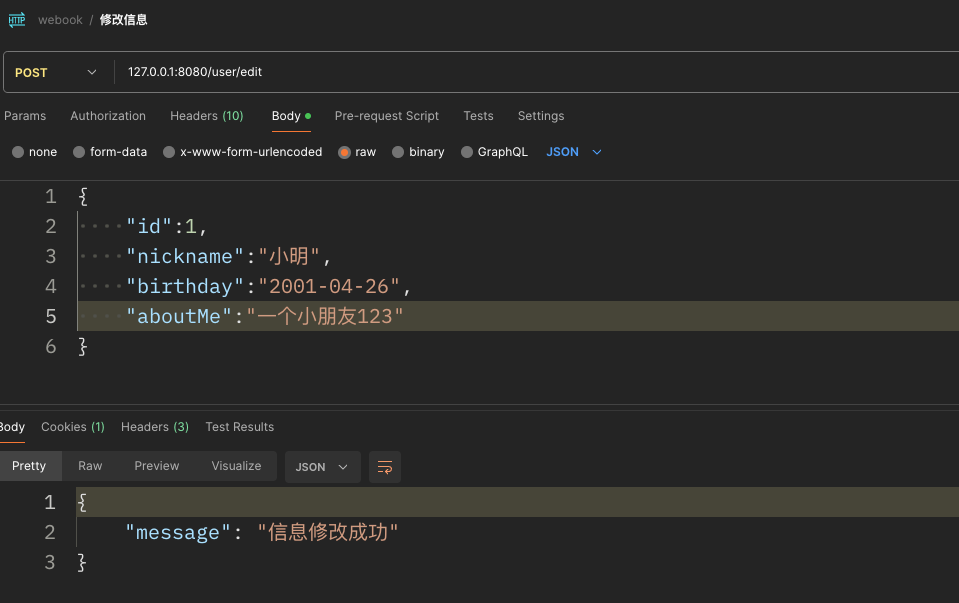 HTTP webook / 修改信息
POST 127.0.0.1:8080/user/edit
Params Authorization Headers (10) Body Pre-request Script Tests Settings
none form-data x-www-form-urlencoded raw binary GraphQL JSON
1 {
2 "id":1,
3 "nickname":"小明",
4 "birthday":"2001-04-26",
5 "aboutMe":"一个小朋友123"
6 }
Body Cookies (1) Headers (3) Test Results
Pretty Raw Preview Visualize JSON
1 {
2 "message": "信息修改成功"
3 }